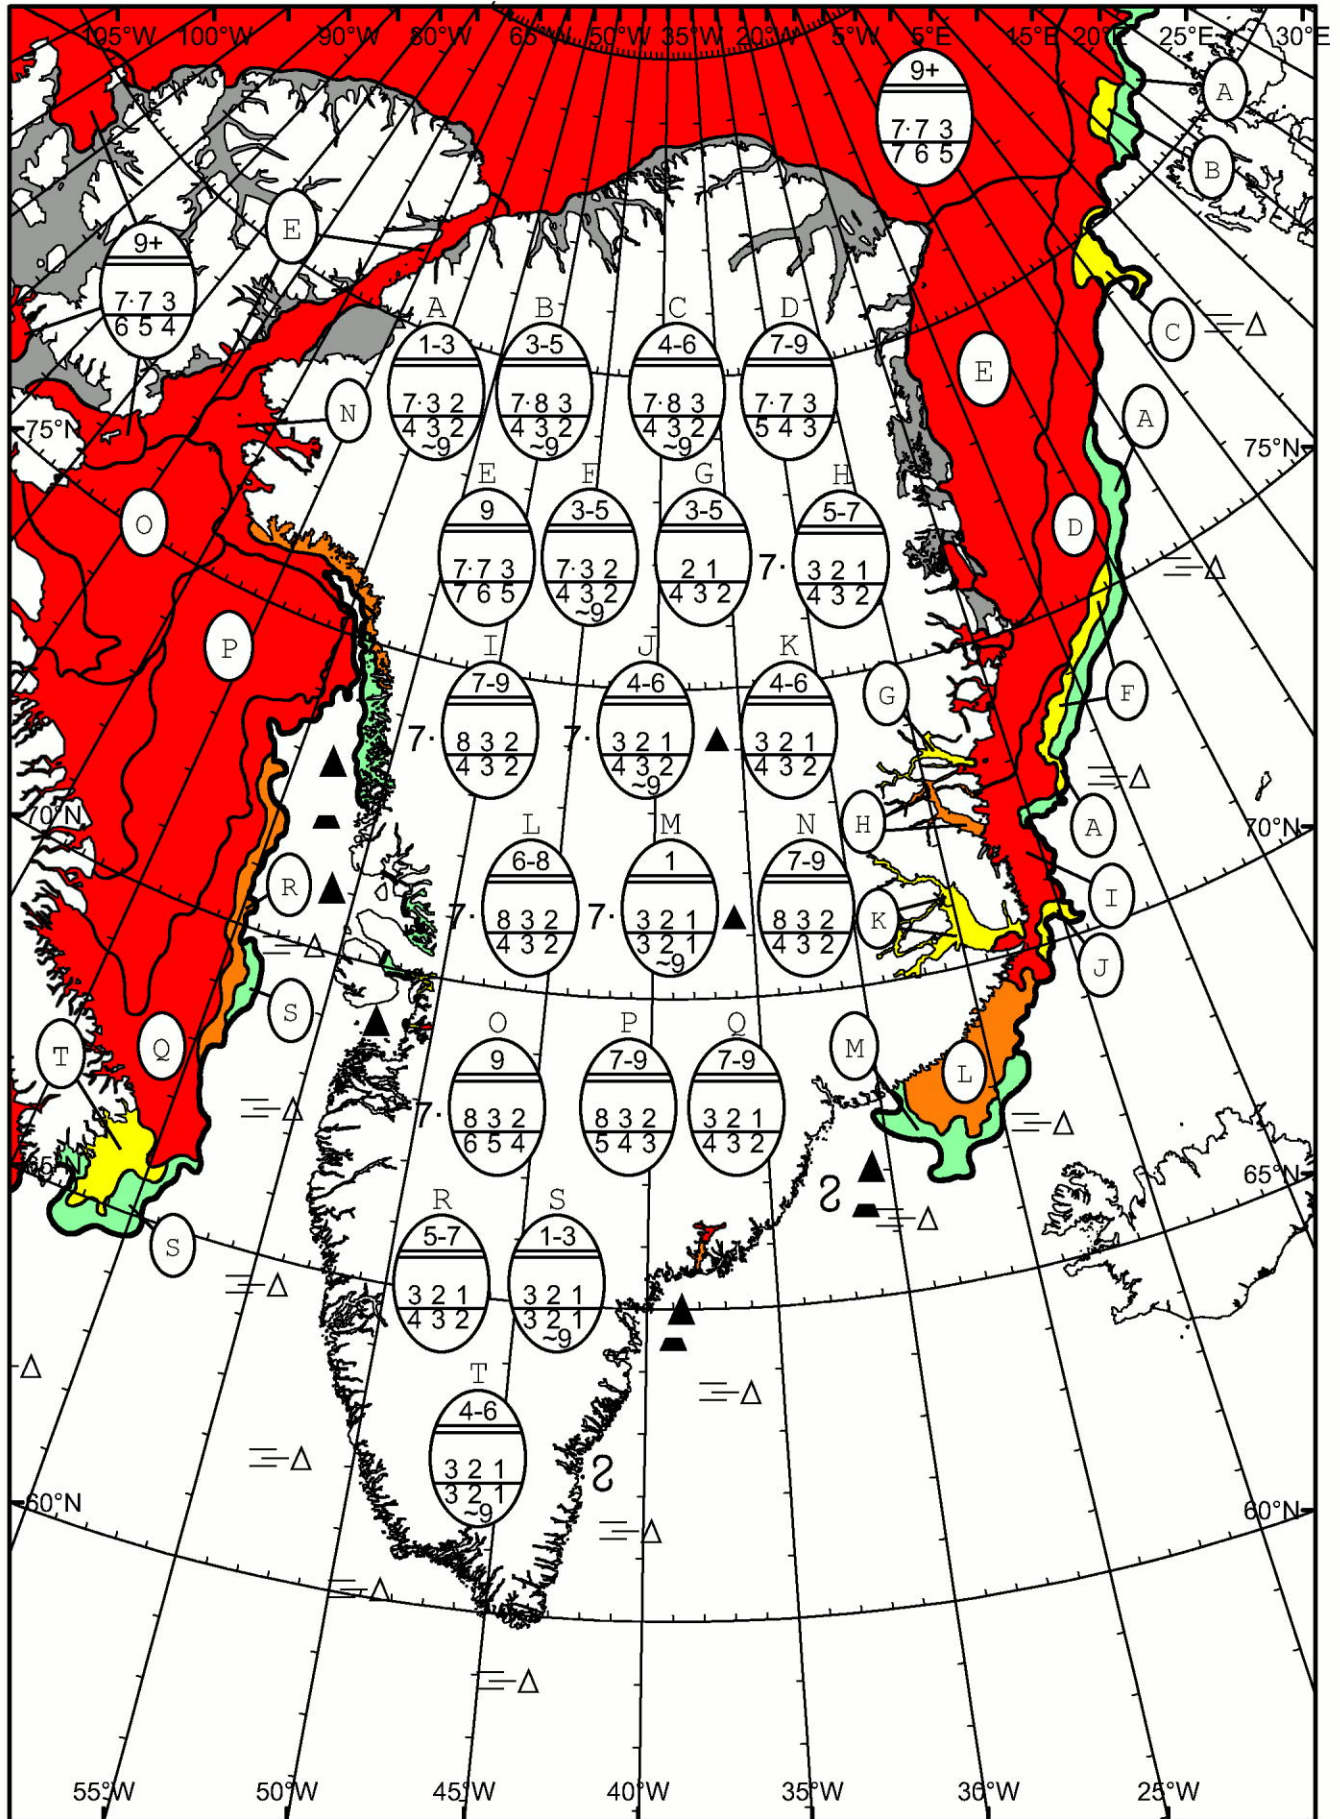 105°W 100°W 90°W 80°W 65°W 50°W 35°W 20°W 5°W 5°E 15°E 20°E 25°E 30°E
9+
7·7 3
7 6 5
A
B
E
9+
7·7 3
6 5 4
C
A B C D
1-3 3-5 4-6 7-9
7·3 2 7·8 3 7·8 3 7·7 3
4 3 2 4 3 2 4 3 2 5 4 3
~9 ~9 ~9
E
N
A
75°N 75°N
E F G H
9 3-5 3-5 5-7
7·7 3 7·3 2 2 1 7· 3 2 1
7 6 5 4 3 2 4 3 2 4 3 2
~9
O
D
P
I J K
7-9 4-6 4-6
7· 8 3 2 7· 3 2 1 3 2 1
4 3 2 4 3 2 4 3 2
~9
G
F
70°N 70°N
H
A
L M N
6-8 1 7-9
7· 8 3 2 7· 3 2 1 8 3 2
4 3 2 3 2 1 4 3 2
~9
R
I
K
J
S
T
Q
O P Q
9 7-9 7-9
7· 8 3 2 8 3 2 3 2 1
6 5 4 5 4 3 4 3 2
M
L
65°N 65°N
R S
5-7 1-3
3 2 1 3 2 1
4 3 2 3 2 1
~9
S
T
4-6
3 2 1
3 2 1
~9
60°N 60°N
55°W 50°W 45°W 40°W 35°W 30°W 25°W